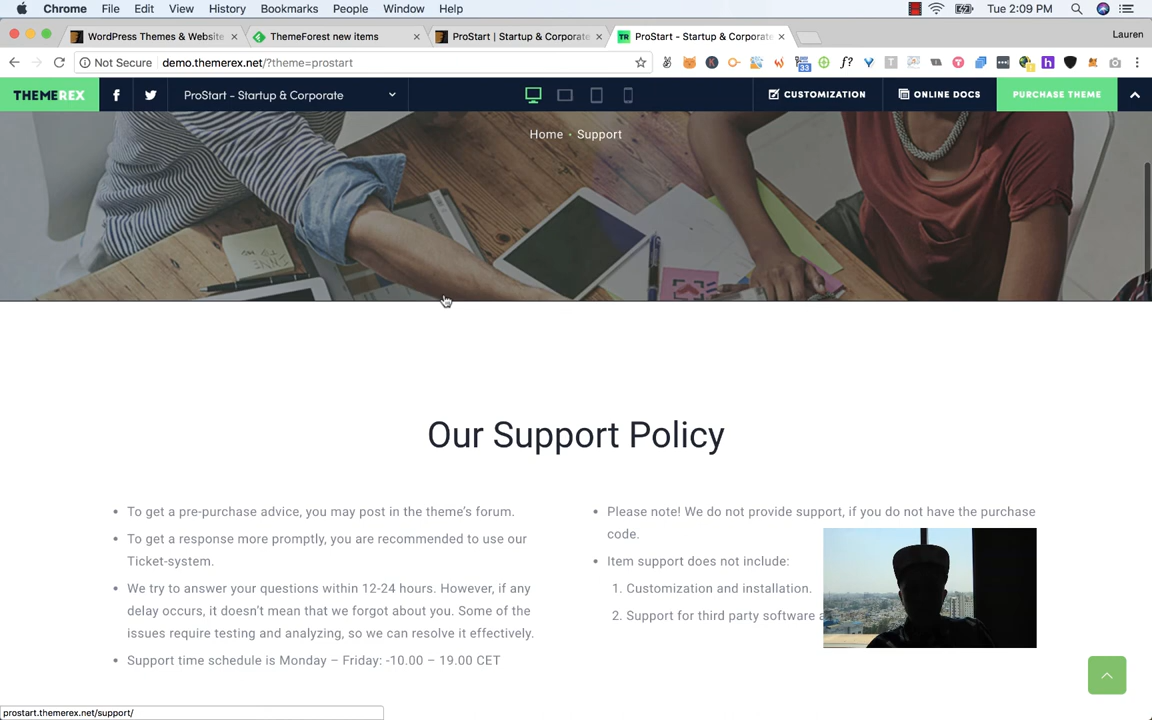 Chrome File Edit View History Bookmarks People Window Help Tue 2:09 PM
WordPress Themes & Website ThemeForest new items ProStart | Startup & Corporate ProStart - Startup & Corporate Lauren
Not Secure demo.themerex.net/?theme=prostart
33
THEMEREX ProStart - Startup & Corporate CUSTOMIZATION ONLINE DOCS PURCHASE THEME
Home • Support
Our Support Policy
• To get a pre-purchase advice, you may post in the theme's forum.
• To get a response more promptly, you are recommended to use our
Ticket-system.
• We try to answer your questions within 12-24 hours. However, if any
delay occurs, it doesn't mean that we forgot about you. Some of the
issues require testing and analyzing, so we can resolve it effectively.
• Support time schedule is Monday – Friday: -10.00 – 19.00 CET
• Please note! We do not provide support, if you do not have the purchase
code.
• Item support does not include:
1. Customization and installation.
2. Support for third party software
prostart.themerex.net/support/